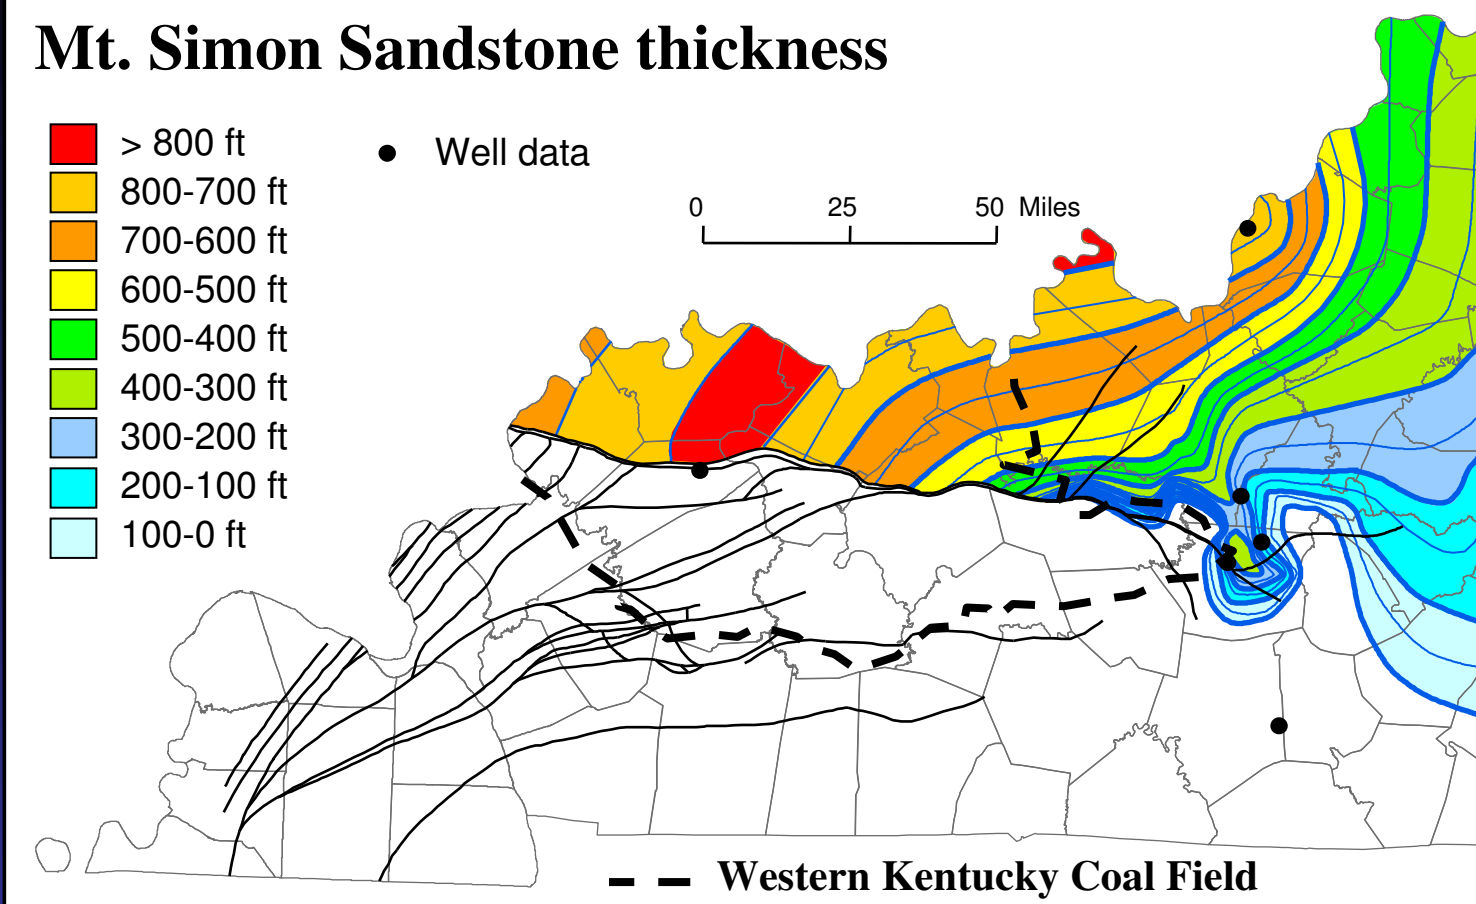 Mt. Simon Sandstone thickness
> 800 ft
800-700 ft
700-600 ft
600-500 ft
500-400 ft
400-300 ft
300-200 ft
200-100 ft
100-0 ft
Well data
0 25 50 Miles
Western Kentucky Coal Field